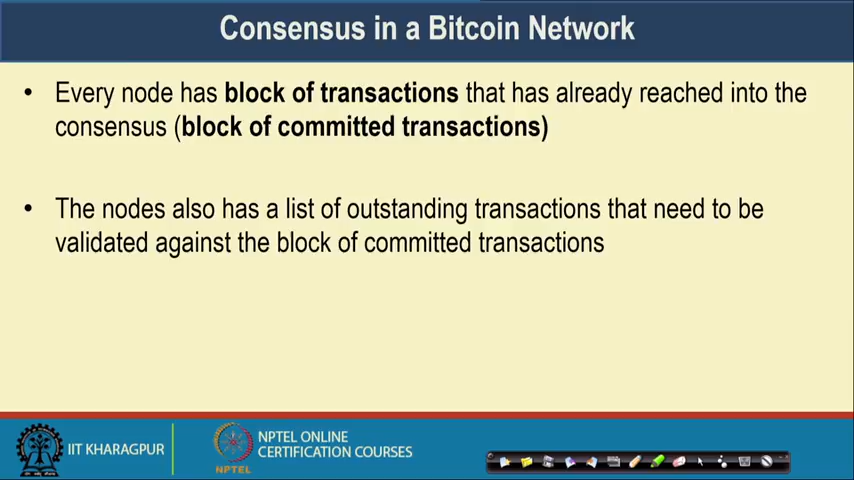 Consensus in a Bitcoin Network
• Every node has block of transactions that has already reached into the
consensus (block of committed transactions)
• The nodes also has a list of outstanding transactions that need to be
validated against the block of committed transactions
IIT KHARAGPUR
NPTEL
NPTEL ONLINE
CERTIFICATION COURSES